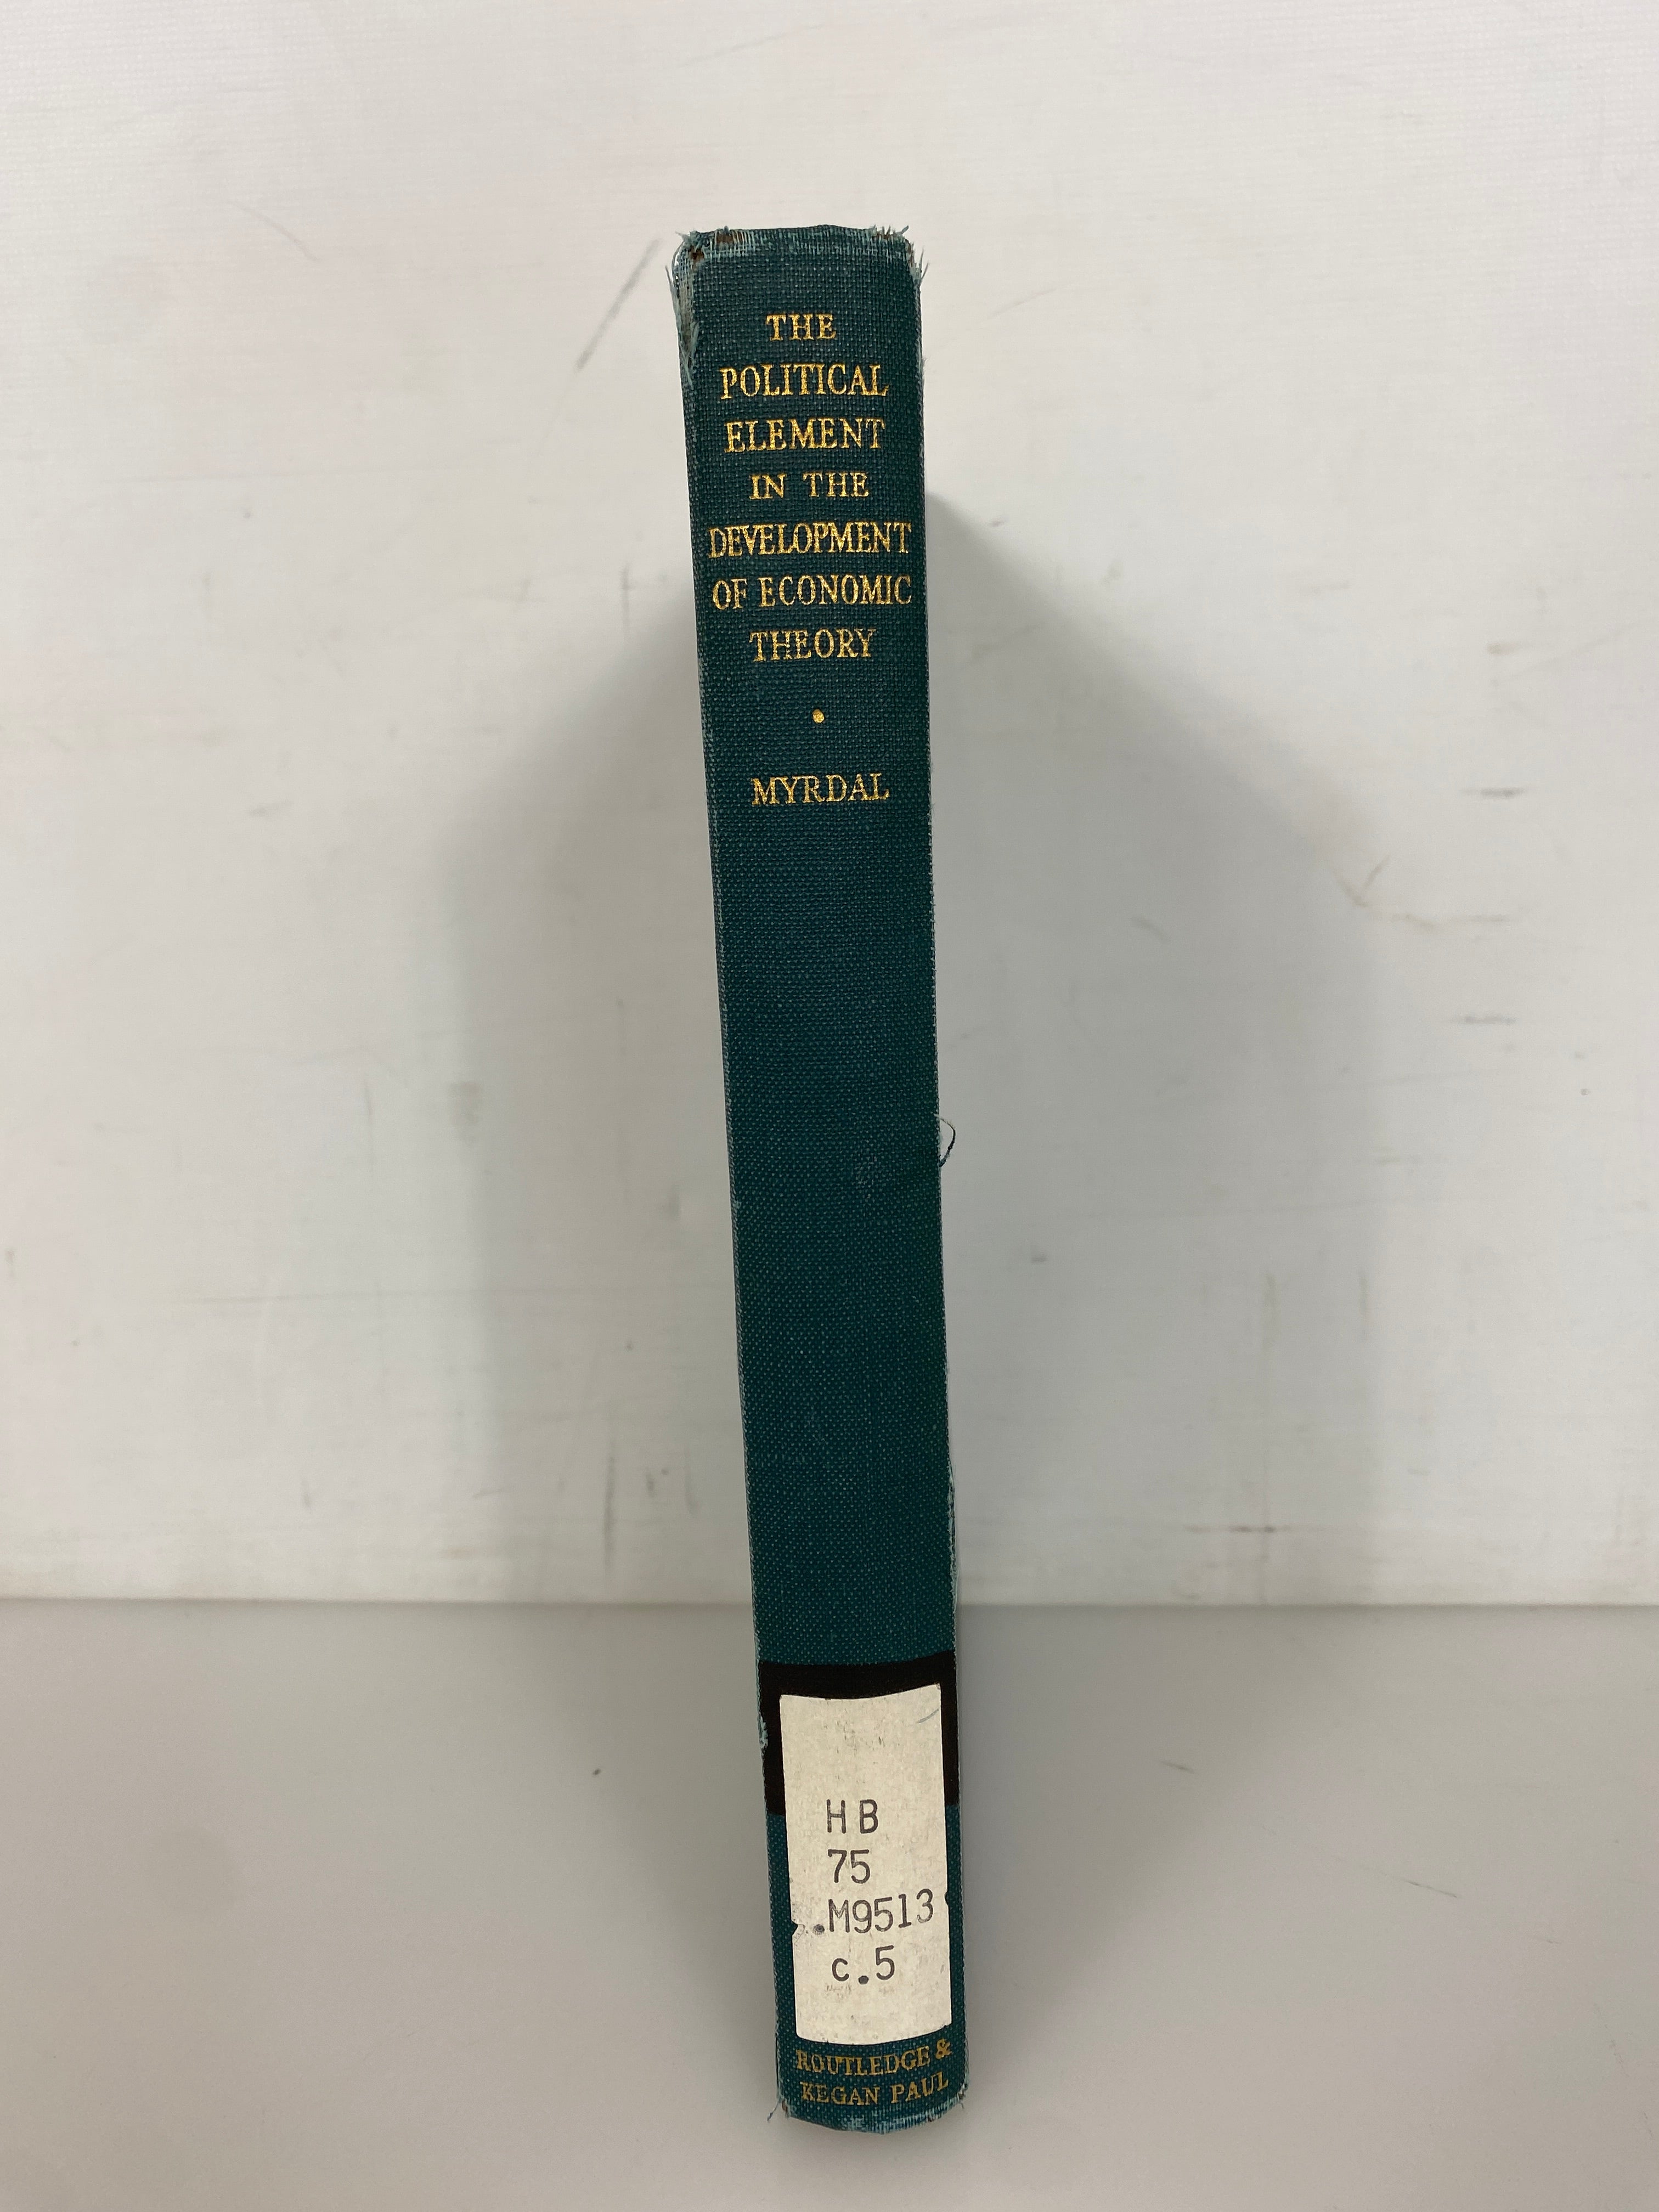 THE
POLITICAL
ELEMENT
IN THE
DEVELOPMENT
OF ECONOMIC
THEORY
•
MYRDAL
HB
75
.M9513
c.5
ROUTLEDGE &
KEGAN PAUL